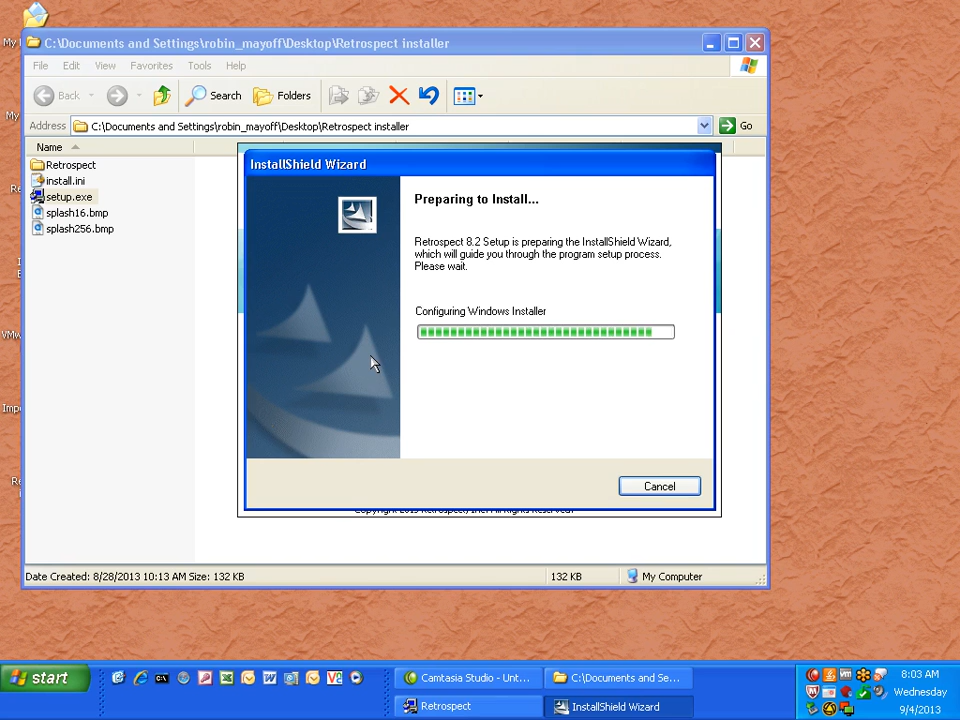 C:\Documents and Settings\robin_mayoff\Desktop\Retrospect installer
File Edit View Favorites Tools Help
Back Search Folders
Address C:\Documents and Settings\robin_mayoff\Desktop\Retrospect installer Go
Name
Retrospect
install.ini
setup.exe
splash16.bmp
splash256.bmp
InstallShield Wizard
Preparing to Install...
Retrospect 8.2 Setup is preparing the InstallShield Wizard,
which will guide you through the program setup process.
Please wait.
Configuring Windows Installer
Cancel
Date Created: 8/28/2013 10:13 AM Size: 132 KB 132 KB My Computer
My
My
VMw
start
Camtasia Studio - Unt...
C:\Documents and Se...
Retrospect
InstallShield Wizard
8:03 AM
Wednesday
9/4/2013